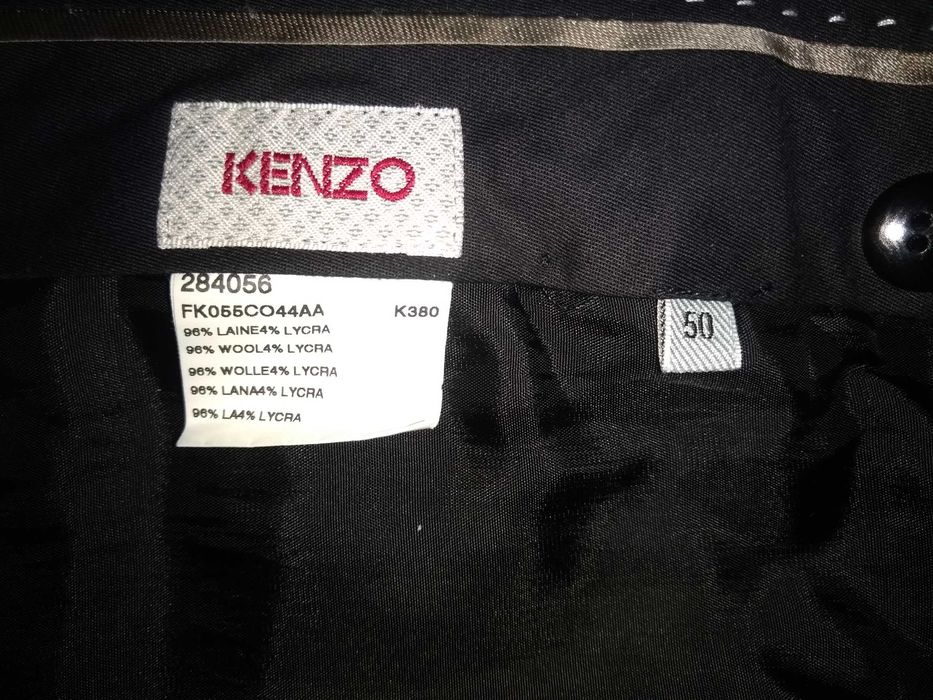 KENZO
284056
FK055CO44AA K380
96% LAINE4% LYCRA
96% WOOL4% LYCRA
96% WOLLE4% LYCRA
96% LANA4% LYCRA
96% LA4% LYCRA
50